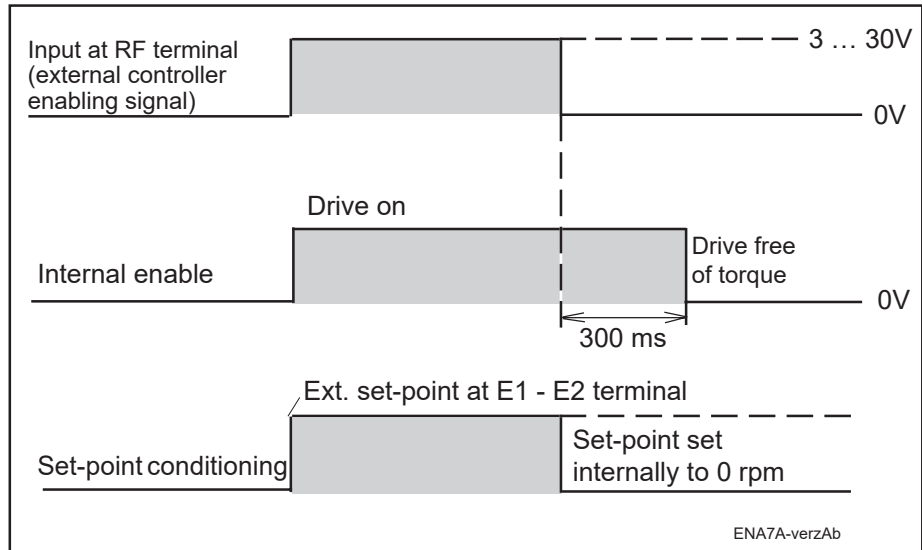 Input at RF terminal
(external controller
enabling signal)
3 … 30V
0V
Drive on
Internal enable
Drive free
of torque
0V
300 ms
Ext. set-point at E1 - E2 terminal
Set-point conditioning
Set-point set
internally to 0 rpm
ENA7A-verzAb